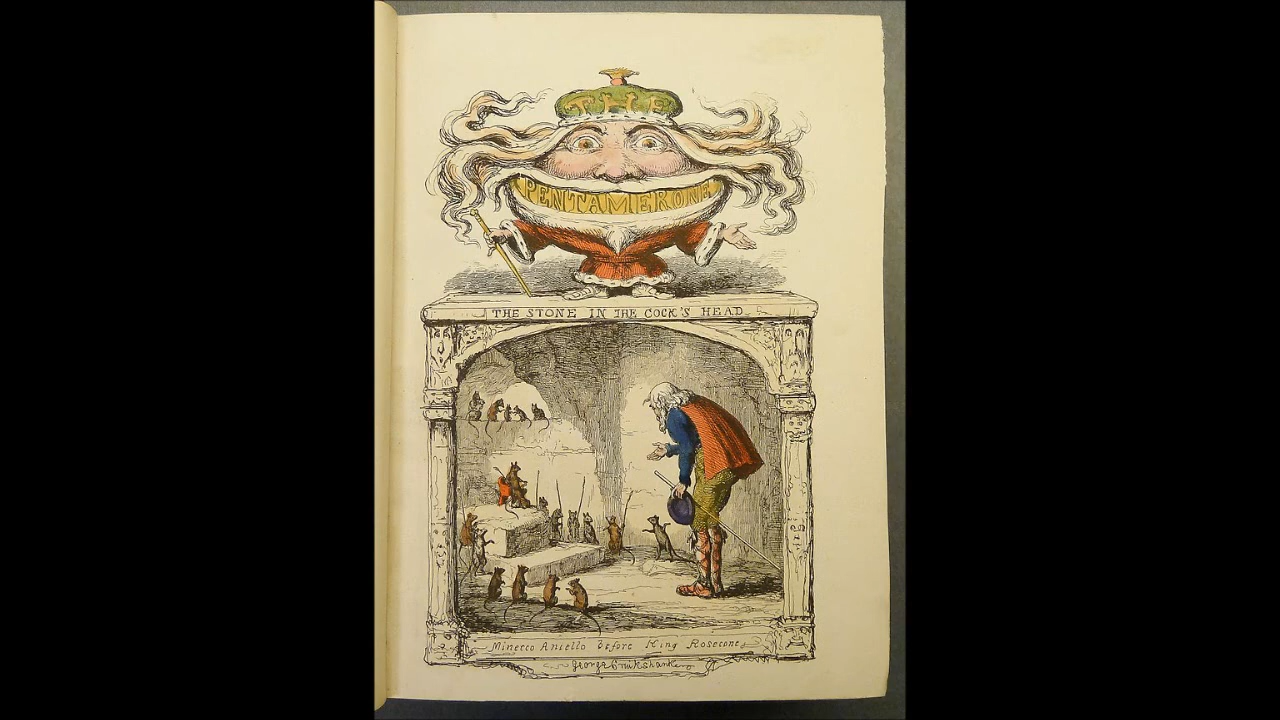 THE
PENTAMERONE
THE STONE IN THE COCK'S HEAD
Minecco Aniello before King Rosecone
George Cruikshank